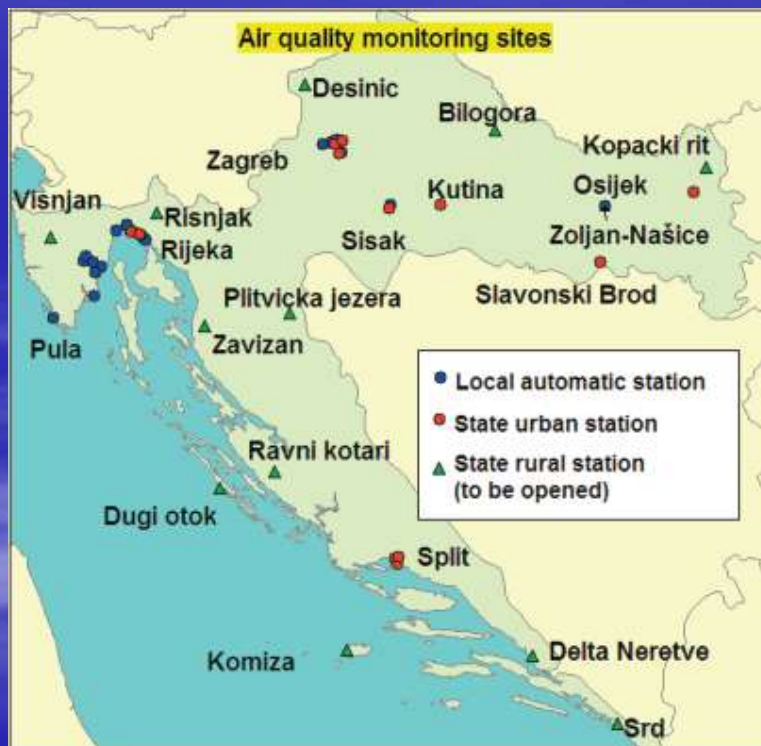 Air quality monitoring sites
Desinic
Bilogora
Kopacki rit
Zagreb
Visnjan
Risnjak
Rijeka
Kutina
Osijek
Sisak
Zoljan-Našice
Plitvicka jezera
Slavonski Brod
Zavizan
Pula
Local automatic station
State urban station
State rural station
(to be opened)
Ravni kotari
Dugi otok
Split
Komiza
Delta Neretve
Srd